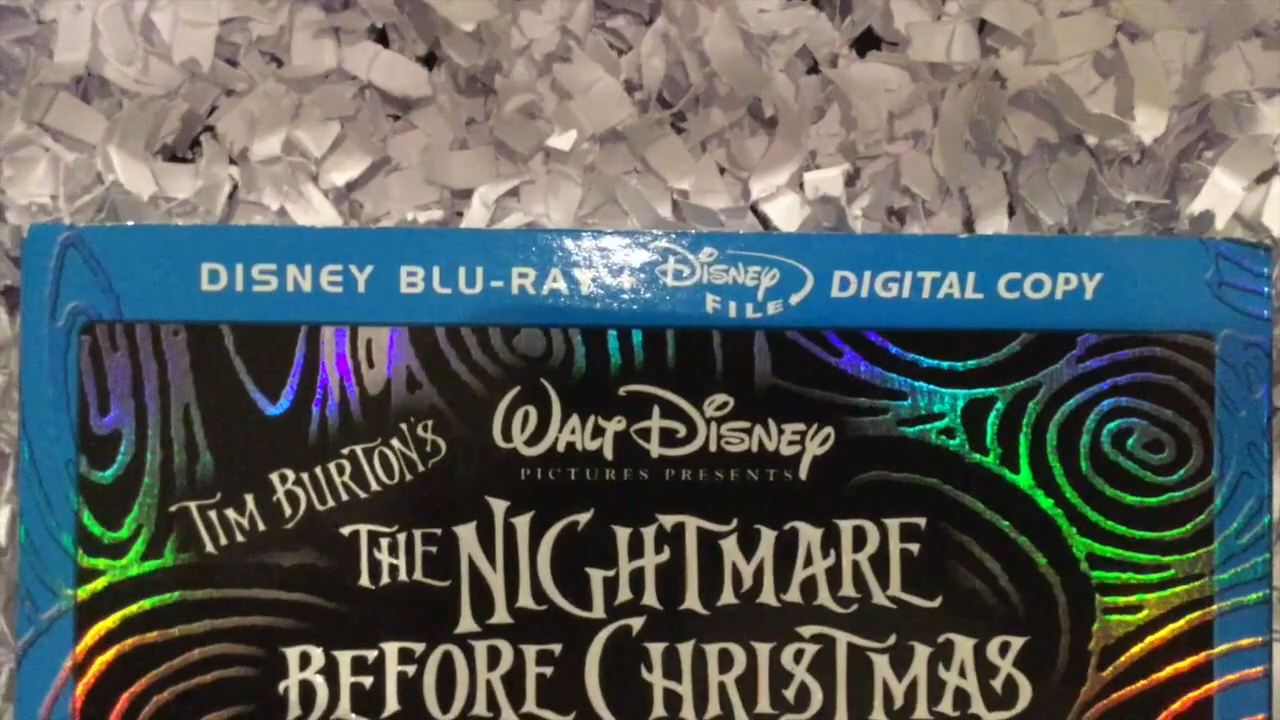 DISNEY BLU-RAY + Disney FILE DIGITAL COPY
WALT DISNEY
PICTURES PRESENTS
TIM BURTON'S
THE NIGHTMARE
BEFORE CHRISTMAS